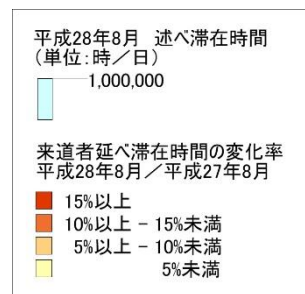 平成28年8月 述べ滞在時間
(単位:時／日)
1,000,000
来道者延べ滞在時間の変化率
平成28年8月／平成27年8月
15%以上
10%以上 − 15%未満
5%以上 − 10%未満
5%未満